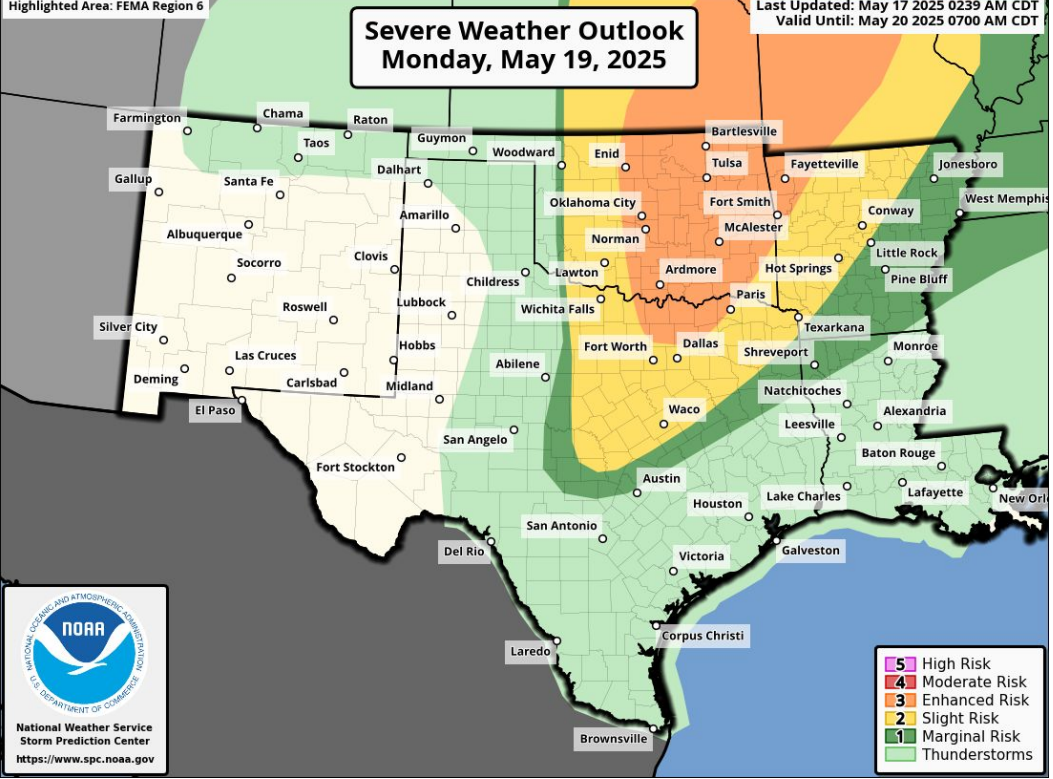 Highlighted Area: FEMA Region 6
Severe Weather Outlook
Monday, May 19, 2025
Last Updated: May 17 2025 0239 AM CDT
Valid Until: May 20 2025 0700 AM CDT
Farmington
Chama
Raton
Taos
Guymon
Woodward
Enid
Bartlesville
Tulsa
Fayetteville
Jonesboro
Gallup
Santa Fe
Dalhart
Amarillo
Oklahoma City
Fort Smith
Conway
West Memphis
Albuquerque
Norman
McAlester
Socorro
Clovis
Childress
Lawton
Ardmore
Hot Springs
Little Rock
Pine Bluff
Roswell
Lubbock
Wichita Falls
Paris
Texarkana
Silver City
Las Cruces
Hobbs
Abilene
Fort Worth
Dallas
Shreveport
Monroe
Deming
Carlsbad
Midland
Natchitoches
El Paso
Waco
Leesville
Alexandria
San Angelo
Fort Stockton
Baton Rouge
Austin
Houston
Lake Charles
Lafayette
New Orl
San Antonio
Del Rio
Victoria
Galveston
Laredo
Corpus Christi
Brownsville
NATIONAL OCEANIC AND ATMOSPHERIC ADMINISTRATION
NOAA
U.S. DEPARTMENT OF COMMERCE
National Weather Service
Storm Prediction Center
https://www.spc.noaa.gov
5 High Risk
4 Moderate Risk
3 Enhanced Risk
2 Slight Risk
1 Marginal Risk
Thunderstorms